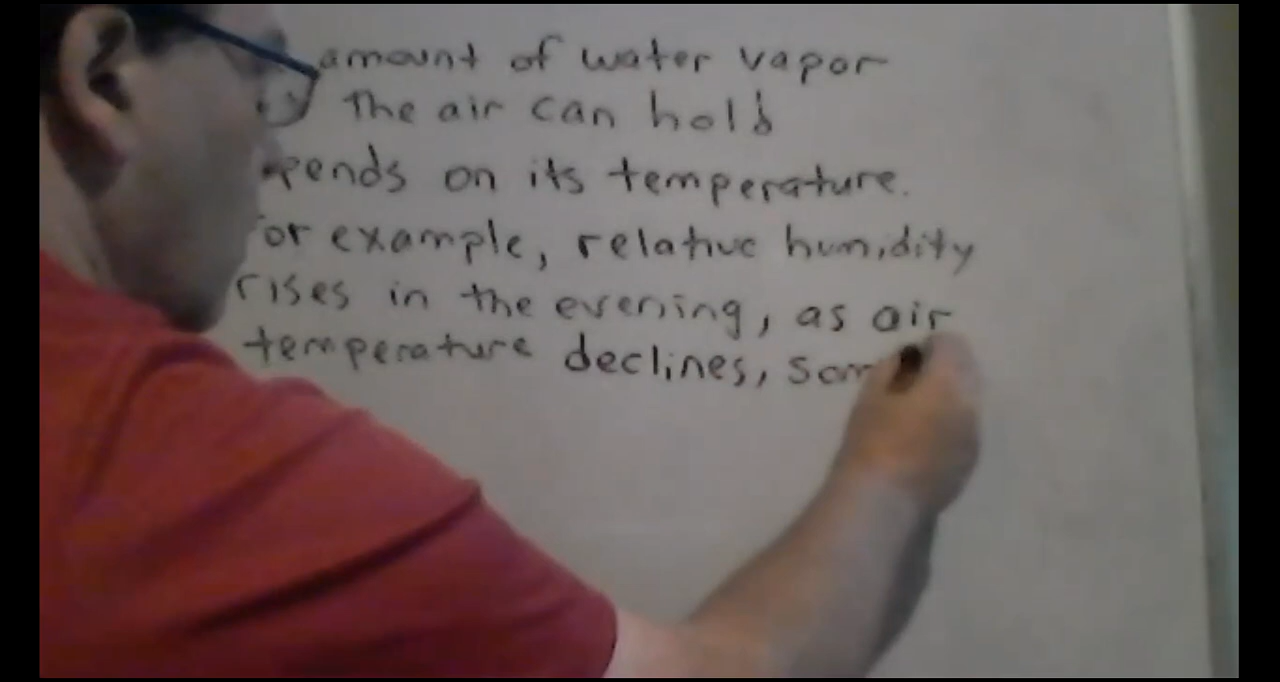 amount of water vapor
The air can hold
pends on its temperature.
or example, relative humidity
rises in the evening, as air
temperature declines, som